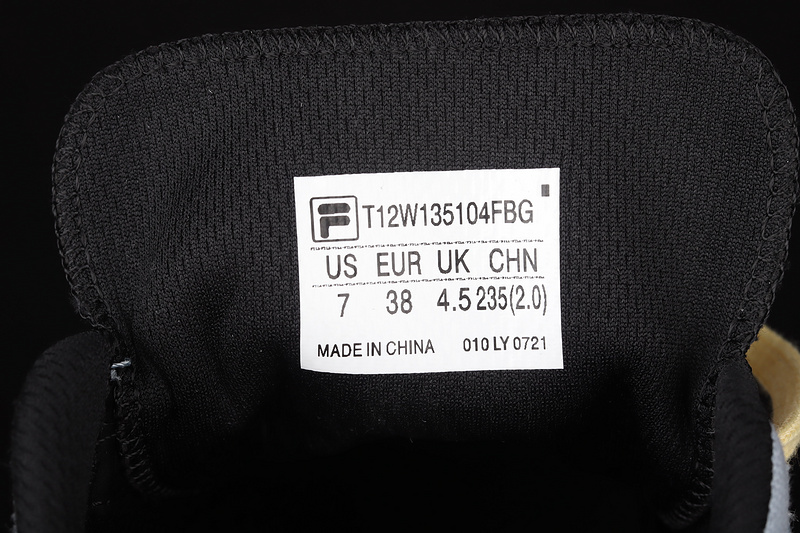 F T12W135104FBG
US EUR UK CHN
7 38 4.5 235(2.0)
MADE IN CHINA 010 LY 0721